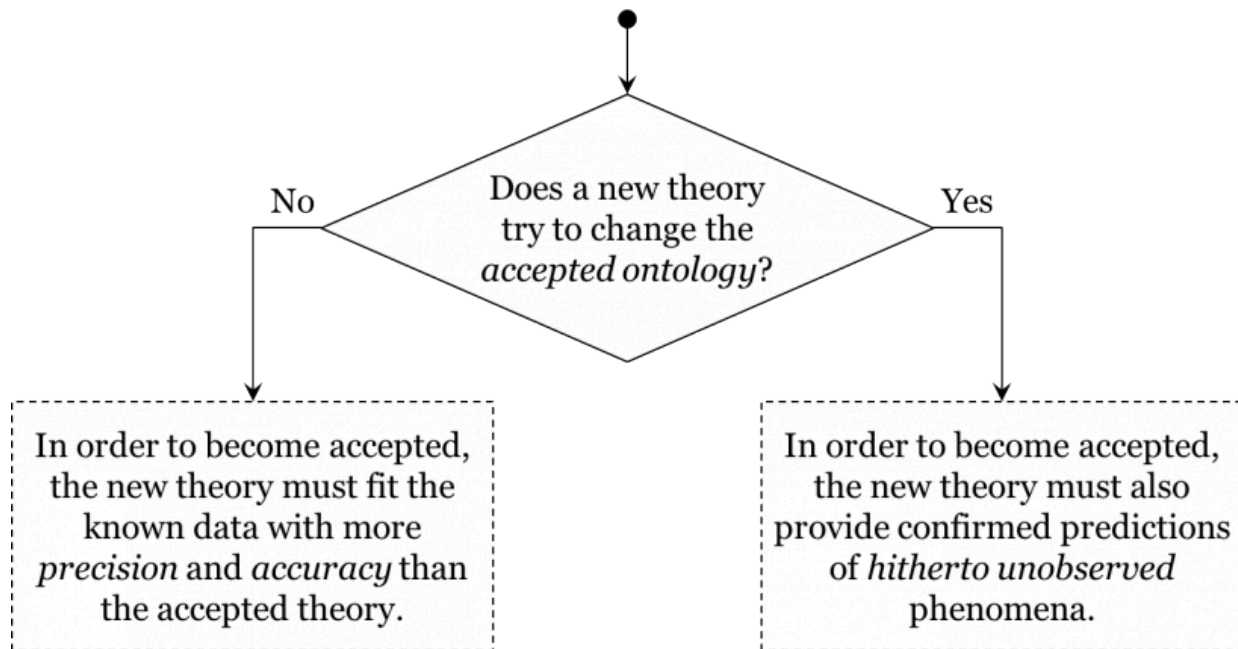 Does a new theory
try to change the
accepted ontology?
No
Yes
In order to become accepted,
the new theory must fit the
known data with more
precision and accuracy than
the accepted theory.
In order to become accepted,
the new theory must also
provide confirmed predictions
of hitherto unobserved
phenomena.